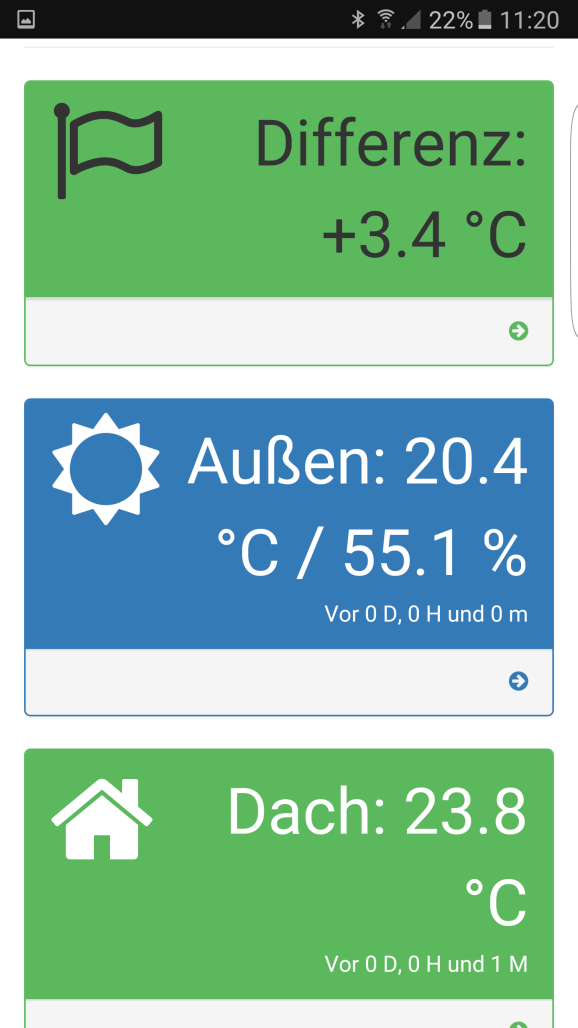 22% 11:20
Differenz:
+3.4 °C
Außen: 20.4
°C / 55.1 %
Vor 0 D, 0 H und 0 m
Dach: 23.8
°C
Vor 0 D, 0 H und 1 M